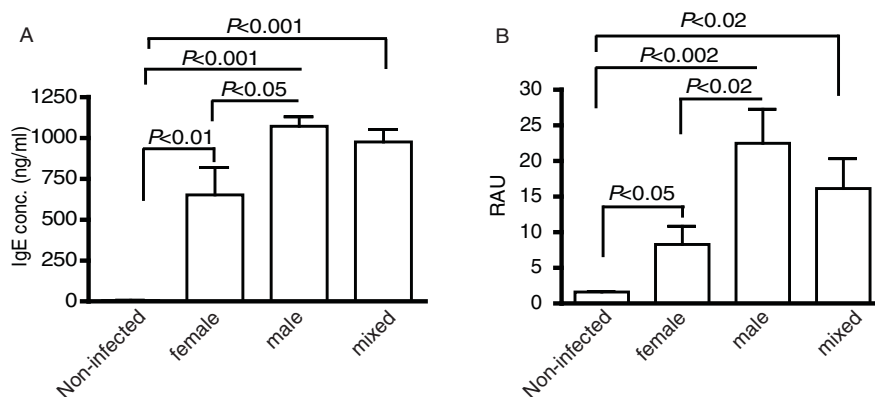 A
P<0.001
P<0.001
P<0.05
P<0.01
IgE conc. (ng/ml)
1250
1000
750
500
250
0
Non-infected
female
male
mixed
B
P<0.02
P<0.002
P<0.02
P<0.05
RAU
30
25
20
15
10
5
0
Non-infected
female
male
mixed